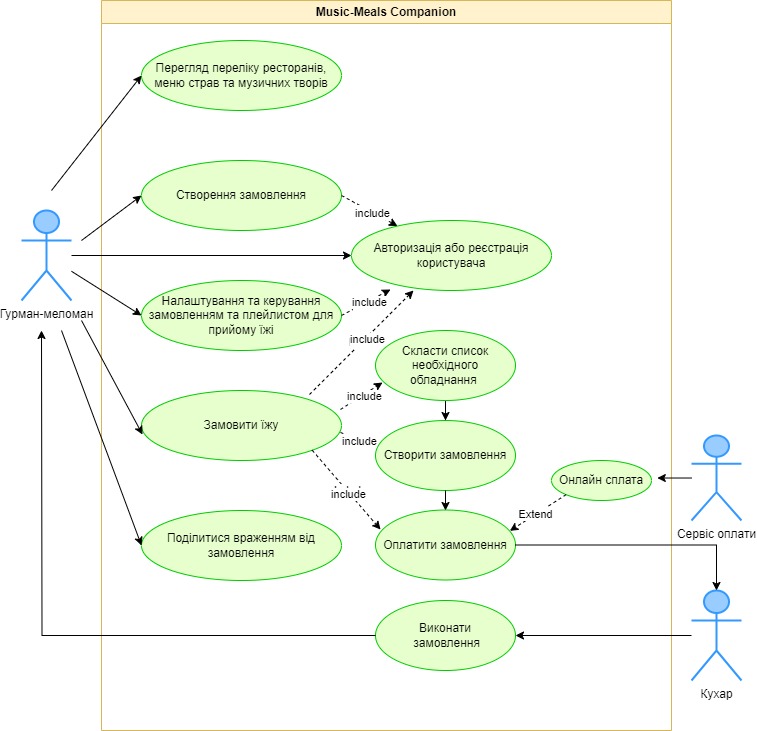 Music-Meals Companion
Перегляд переліку ресторанів,
меню страв та музичних творів
Створення замовлення
include
Авторизація або реєстрація
користувача
Гурман-меломан
Налаштування та керування
замовленням та плейлистом для
прийому їжі
include
include
Скласти список
необхідного
обладнання
include
Замовити їжу
include
Створити замовлення
Онлайн сплата
include
Extend
Сервіс оплати
Поділитися враженням від
замовлення
Оплатити замовлення
Виконати
замовлення
Кухар